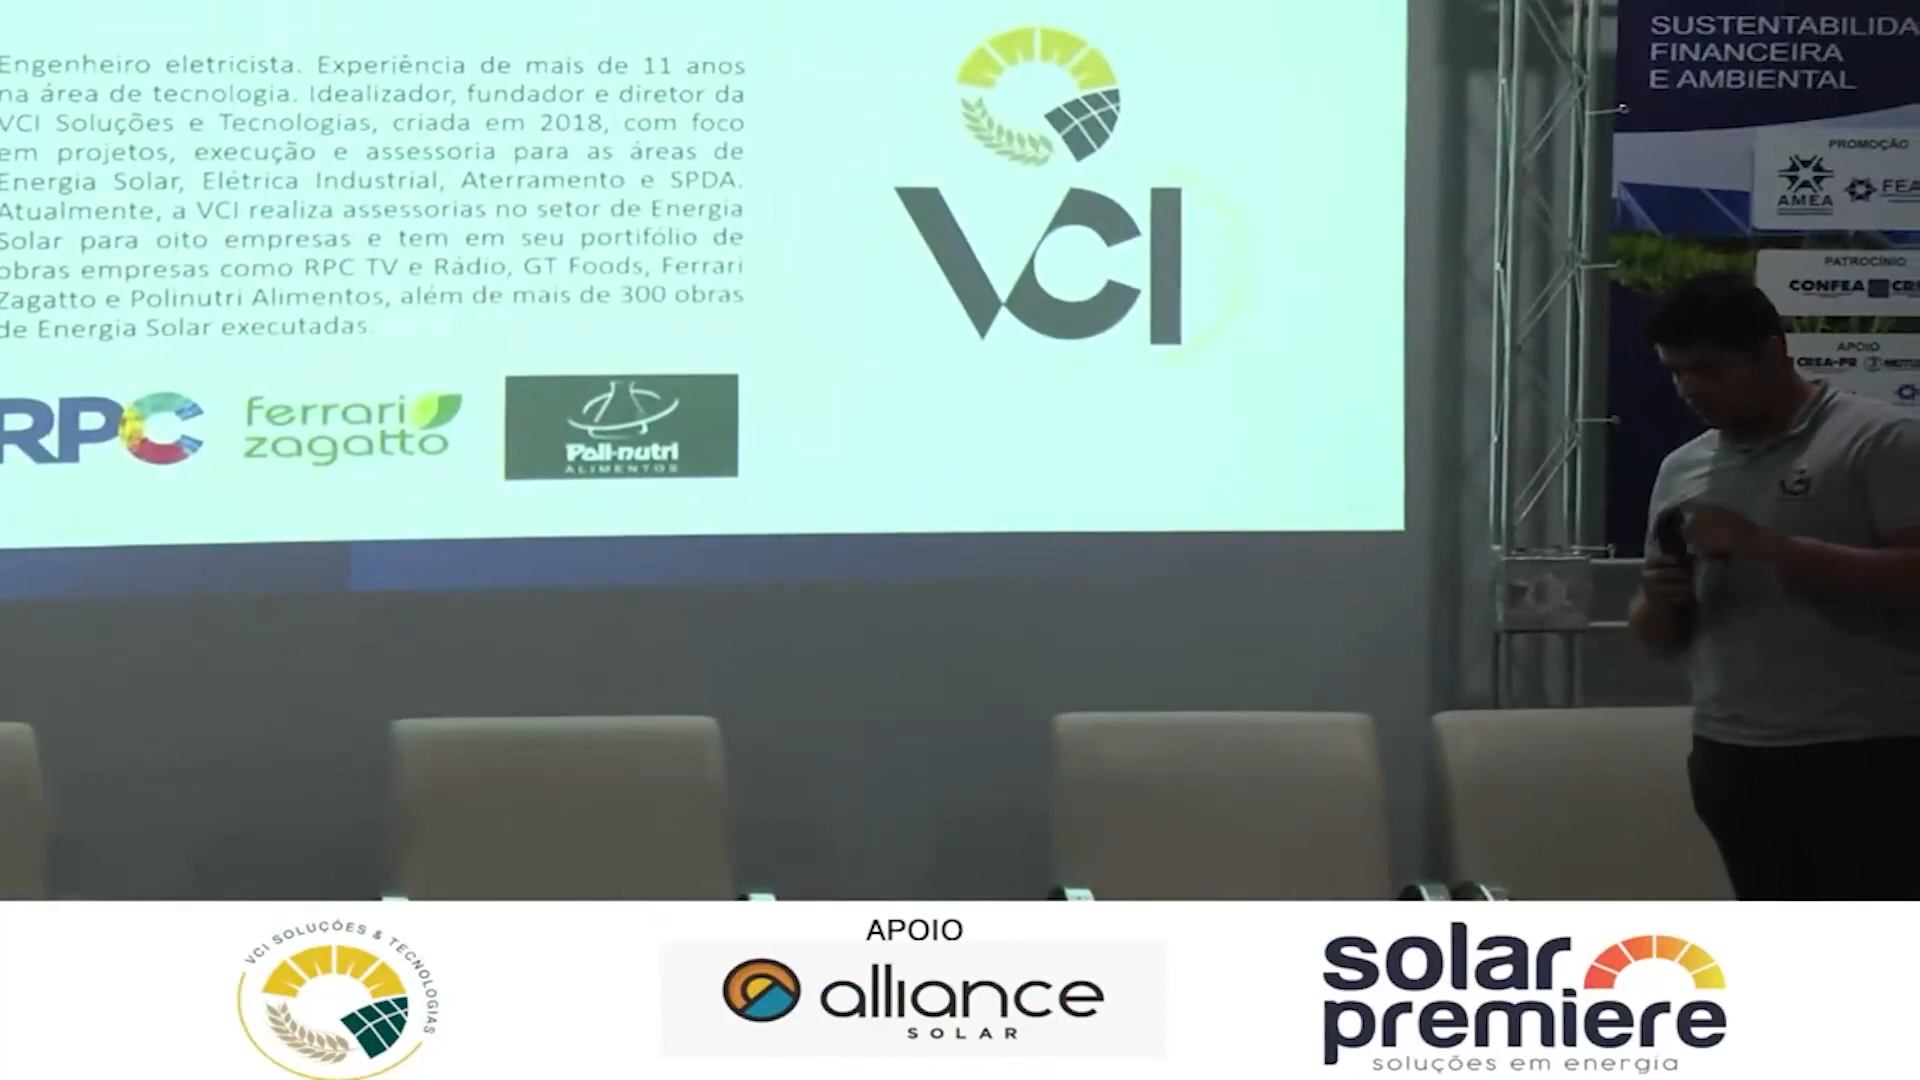 Engenheiro eletricista. Experiência de mais de 11 anos
na área de tecnologia. Idealizador, fundador e diretor da
VCI Soluções e Tecnologias, criada em 2018, com foco
em projetos, execução e assessoria para as áreas de
Energia Solar, Elétrica Industrial, Aterramento e SPDA.
Atualmente, a VCI realiza assessorias no setor de Energia
Solar para oito empresas e tem em seu portifólio de
obras empresas como RPC TV e Rádio, GT Foods, Ferrari
Zagatto e Polinutri Alimentos, além de mais de 300 obras
de Energia Solar executadas.
RPC
ferrari
zagatto
Poli-nutri
ALIMENTOS
VCI
SUSTENTABILIDA
FINANCEIRA
E AMBIENTAL
PROMOÇÃO
AMEA
FEA
PATROCÍNIO
CONFEA CRE
APOIO
CREA-PR
VCI
VCI SOLUÇÕES & TECNOLOGIAS
APOIO
alliance
SOLAR
solar
premiere
soluções em energia